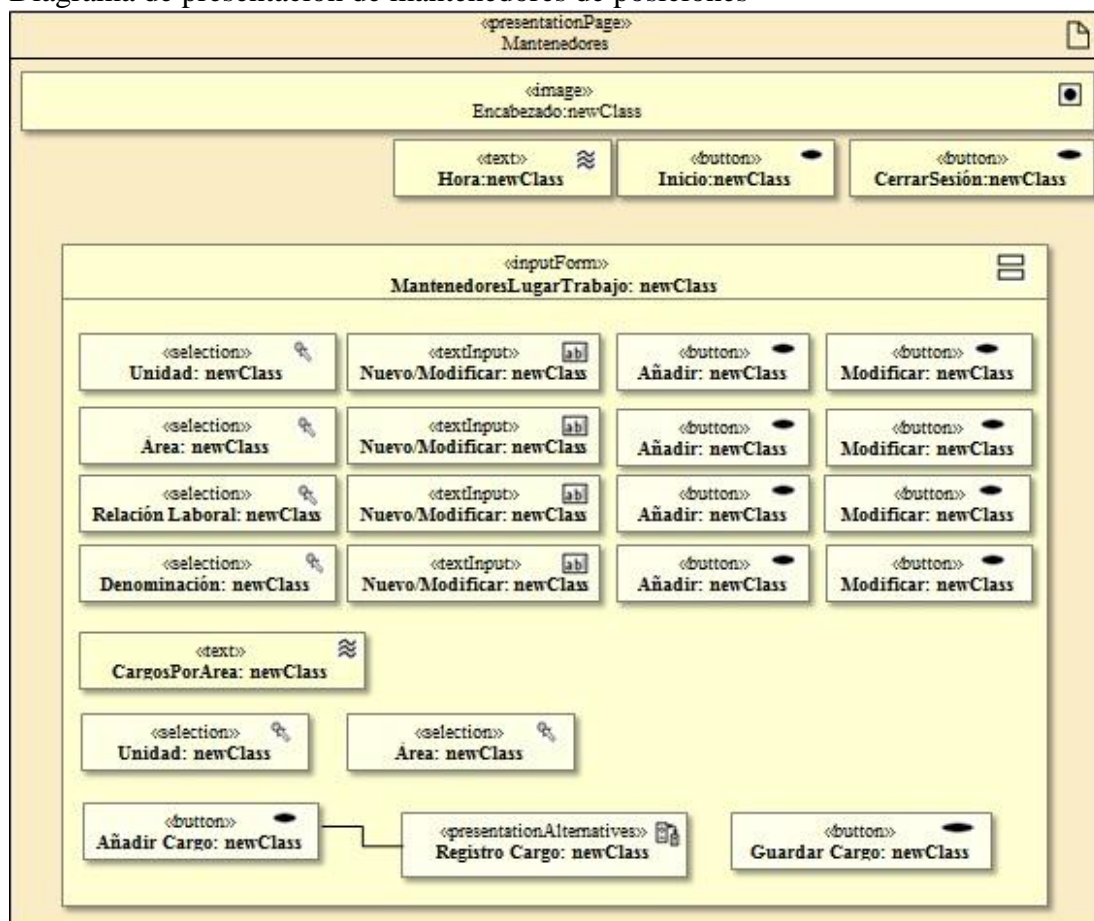 Diagrama de presentación de mantenedores de posiciones
«presentationPage»
Mantenedores
«image»
Encabezado:newClass
«text»
Hora:newClass
«button»
Inicio:newClass
«button»
CerrarSesión:newClass
«inputForm»
MantenedoresLugarTrabajo: newClass
«selection»
Unidad: newClass
«textInput»
ab
Nuevo/Modificar: newClass
«button»
Añadir: newClass
«button»
Modificar: newClass
«selection»
Área: newClass
«textInput»
ab
Nuevo/Modificar: newClass
«button»
Añadir: newClass
«button»
Modificar: newClass
«selection»
Relación Laboral: newClass
«textInput»
ab
Nuevo/Modificar: newClass
«button»
Añadir: newClass
«button»
Modificar: newClass
«selection»
Denominación: newClass
«textInput»
ab
Nuevo/Modificar: newClass
«button»
Añadir: newClass
«button»
Modificar: newClass
«text»
CargosPorArea: newClass
«selection»
Unidad: newClass
«selection»
Área: newClass
«button»
Añadir Cargo: newClass
«presentationAlternatives»
Registro Cargo: newClass
«button»
Guardar Cargo: newClass